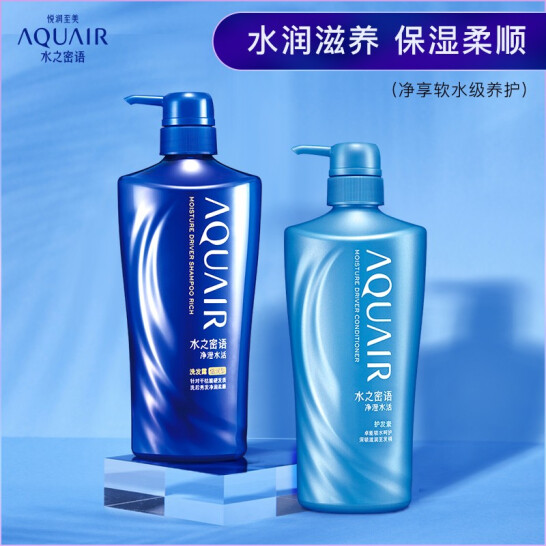 悦润至美
AQUAIR
水之密语
水润滋养 保湿柔顺
(净享软水级养护)
AQUAIR
MOISTURE DRIVER SHAMPOO RICH
水之密语
净澄水活
洗发露
AQUAIR
MOISTURE DRIVER CONDITIONER
水之密语
净澄水活
护发素